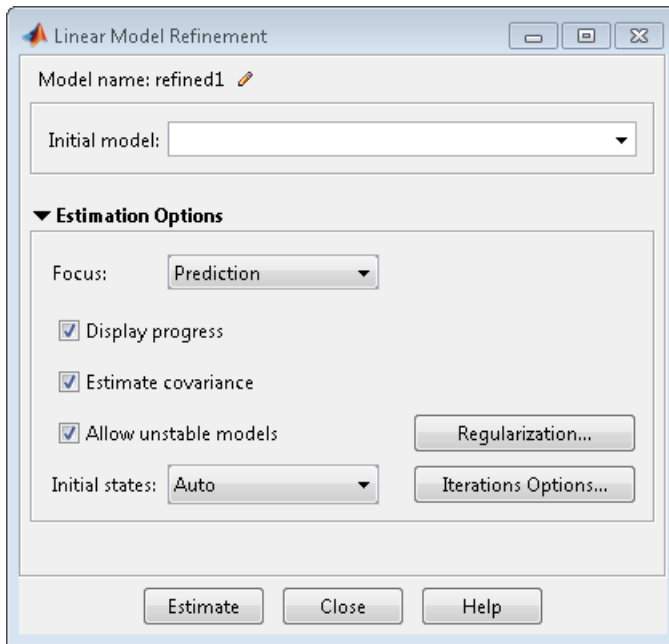 Linear Model Refinement
Model name: refined1
Initial model:
Estimation Options
Focus: Prediction
Display progress
Estimate covariance
Allow unstable models Regularization...
Initial states: Auto Iterations Options...
Estimate Close Help